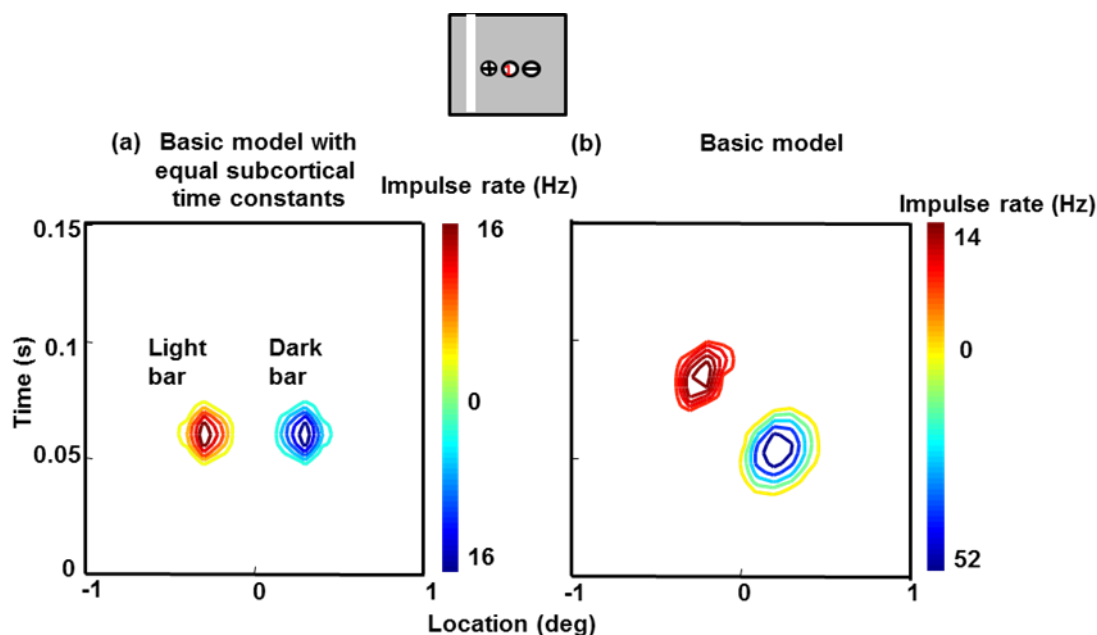 1
(a) Basic model with
equal subcortical
time constants
Impulse rate (Hz)
(b) Basic model
Impulse rate (Hz)
0.15
0.1
0.05
0
Time (s)
Light
bar
Dark
bar
16
0
16
14
0
52
-1 0 1
-1 0 1
Location (deg)